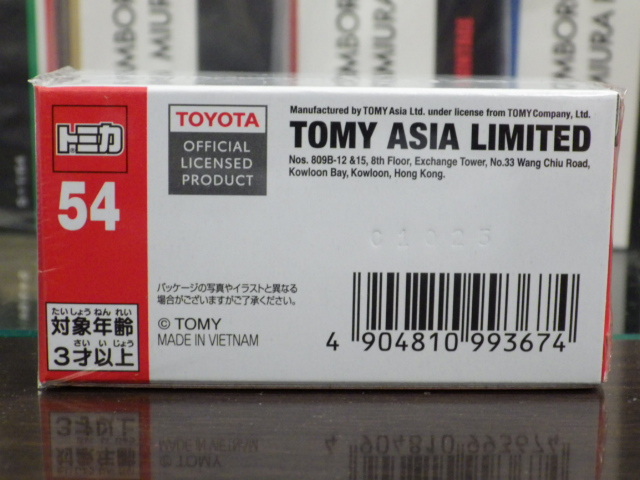 トミカ
54
たいしょうねんれい
対象年齢
さいいじょう
3才以上
TOYOTA
OFFICIAL
LICENSED
PRODUCT
Manufactured by TOMY Asia Ltd. under license from TOMY Company, Ltd.
TOMY ASIA LIMITED
Nos. 809B-12 &15, 8th Floor, Exchange Tower, No.33 Wang Chiu Road,
Kowloon Bay, Kowloon, Hong Kong.
パッケージの写真やイラストと異なる
場合がございますがご了承ください。
© TOMY
MADE IN VIETNAM
4 904810 993674